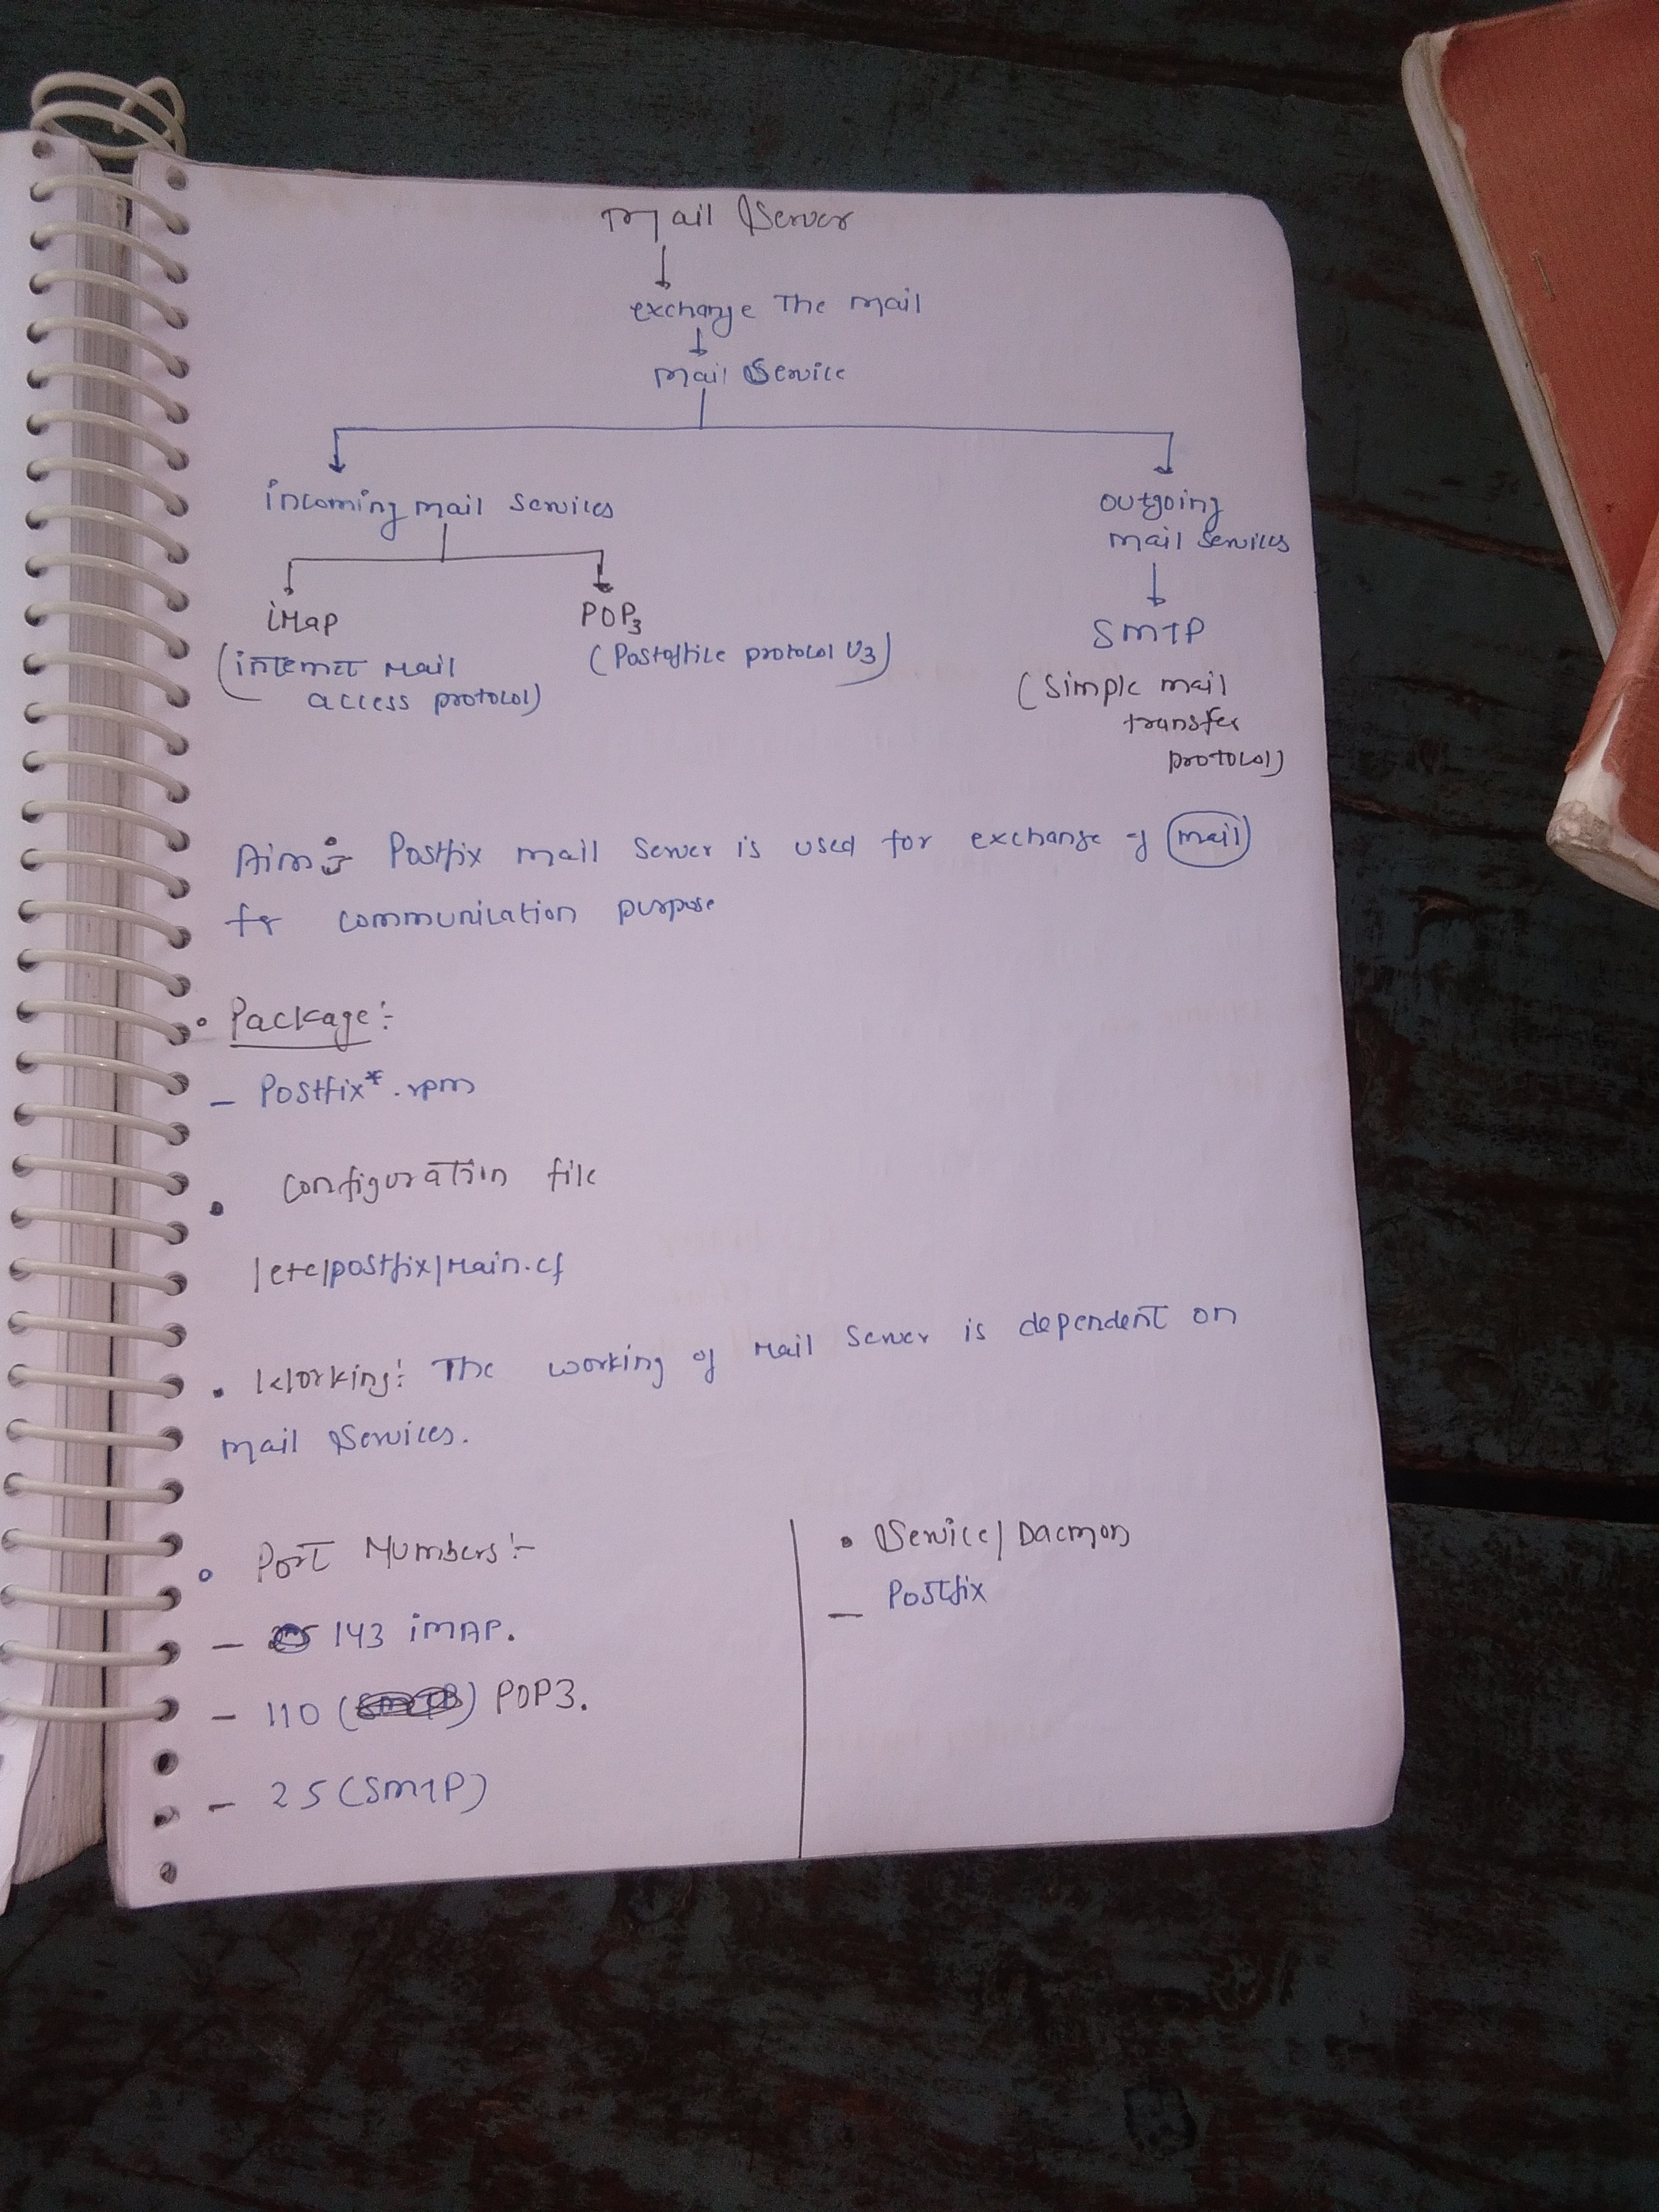 Mail Server
exchange The mail
mail Service
incoming mail services
outgoing
mail services
iMap
POP3
SMTP
(internet Mail
access protocol)
(Postoffice protocol V3)
(Simple mail
transfer
protocol)
Aim:- Postfix mail server is used for exchange of mail
for communication purpose
• Package:-
- Postfix*.rpm
• Configuration file
/etc/postfix/Main.cf
• Working: The working of Mail Server is dependent on
mail Services.
• Port Numbers:-
- 143 iMAP.
- 110 () POP3.
- 25 (SMTP)
• Service/Daemon
- Postfix